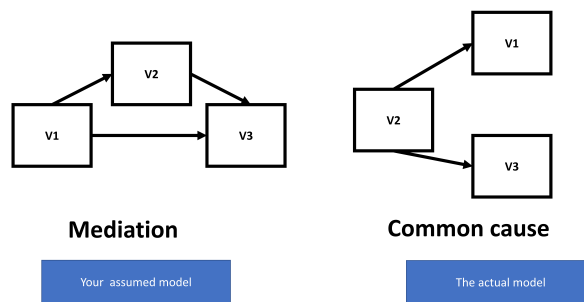 V2
V1
V3
Mediation
Your assumed model
V1
V2
V3
Common cause
The actual model